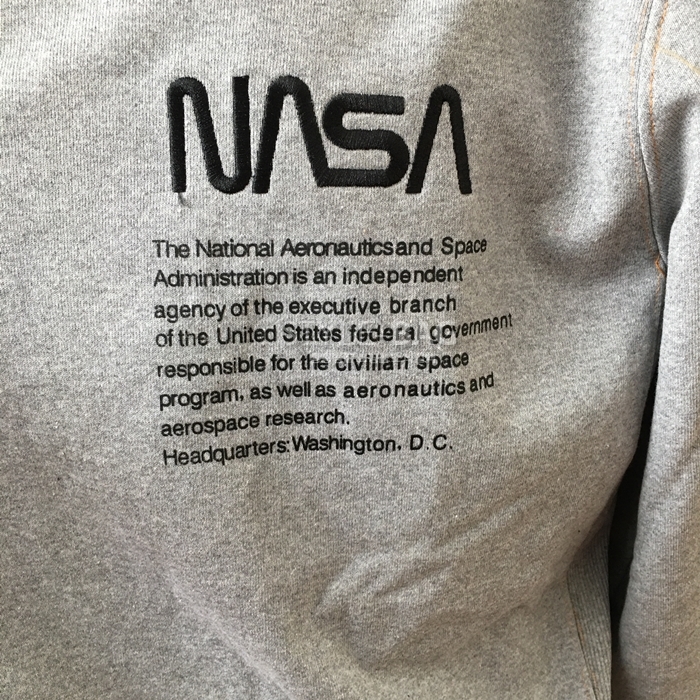 NASA
The National Aeronautics and Space
Administration is an independent
agency of the executive branch
of the United States federal government
responsible for the civilian space
program, as well as aeronautics and
aerospace research.
Headquarters: Washington, D.C.